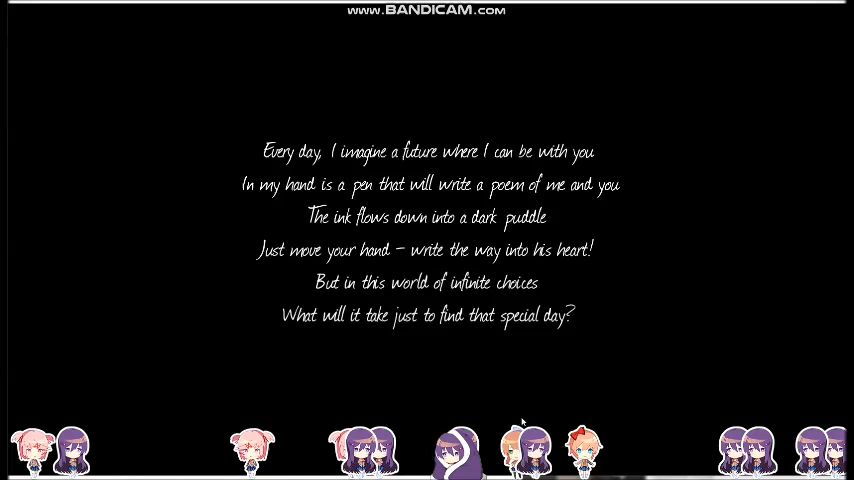 www.BANDICAM.com
Every day, I imagine a future where I can be with you
In my hand is a pen that will write a poem of me and you
The ink flows down into a dark puddle
Just move your hand – write the way into his heart!
But in this world of infinite choices
What will it take just to find that special day?